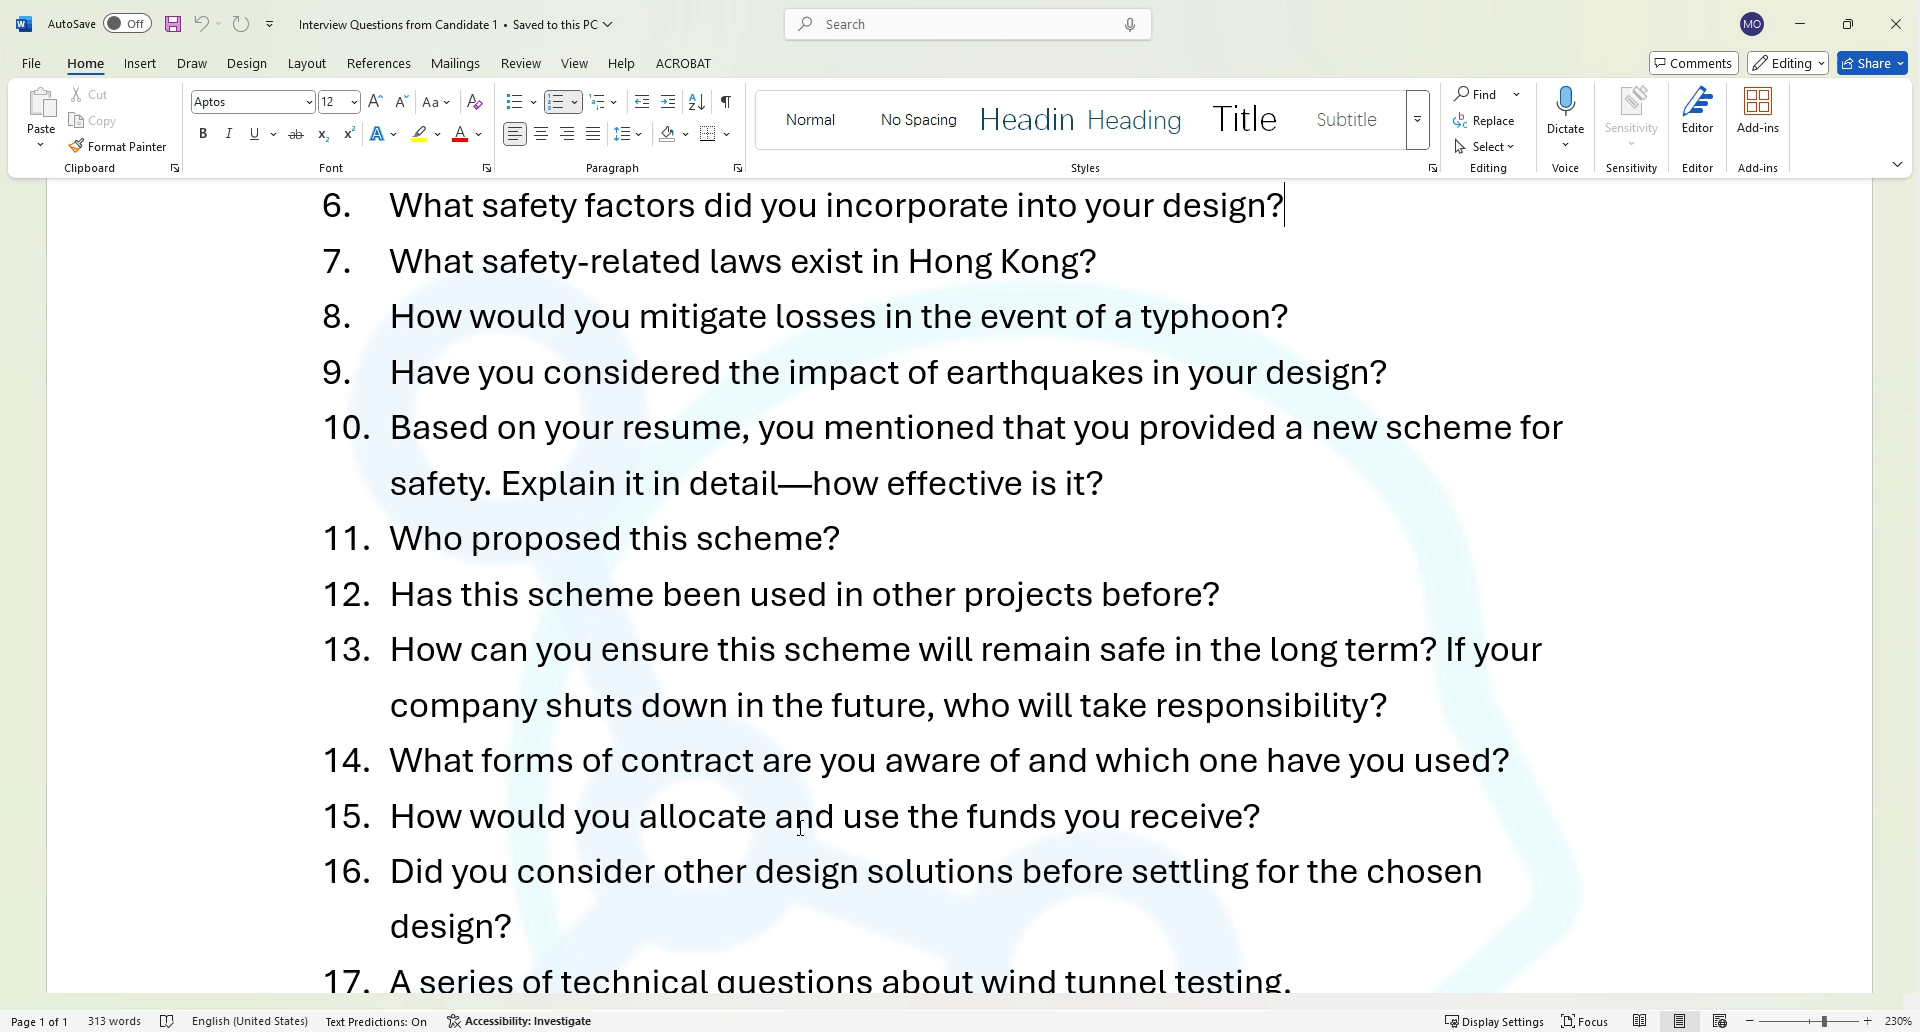 AutoSave Off Interview Questions from Candidate 1 • Saved to this PC Search MO
File Home Insert Draw Design Layout References Mailings Review View Help ACROBAT Comments Editing Share
Paste Cut Copy Format Painter Clipboard
Aptos 12 Aa Font
Paragraph
Normal No Spacing Headin Heading Title Subtitle Styles
Find Replace Select Editing
Dictate Voice
Sensitivity Sensitivity
Editor Editor
Add-ins Add-ins
6. What safety factors did you incorporate into your design?
7. What safety-related laws exist in Hong Kong?
8. How would you mitigate losses in the event of a typhoon?
9. Have you considered the impact of earthquakes in your design?
10. Based on your resume, you mentioned that you provided a new scheme for
safety. Explain it in detail—how effective is it?
11. Who proposed this scheme?
12. Has this scheme been used in other projects before?
13. How can you ensure this scheme will remain safe in the long term? If your
company shuts down in the future, who will take responsibility?
14. What forms of contract are you aware of and which one have you used?
15. How would you allocate and use the funds you receive?
16. Did you consider other design solutions before settling for the chosen
design?
17. A series of technical questions about wind tunnel testing.
Page 1 of 1 313 words English (United States) Text Predictions: On Accessibility: Investigate Display Settings Focus 230%